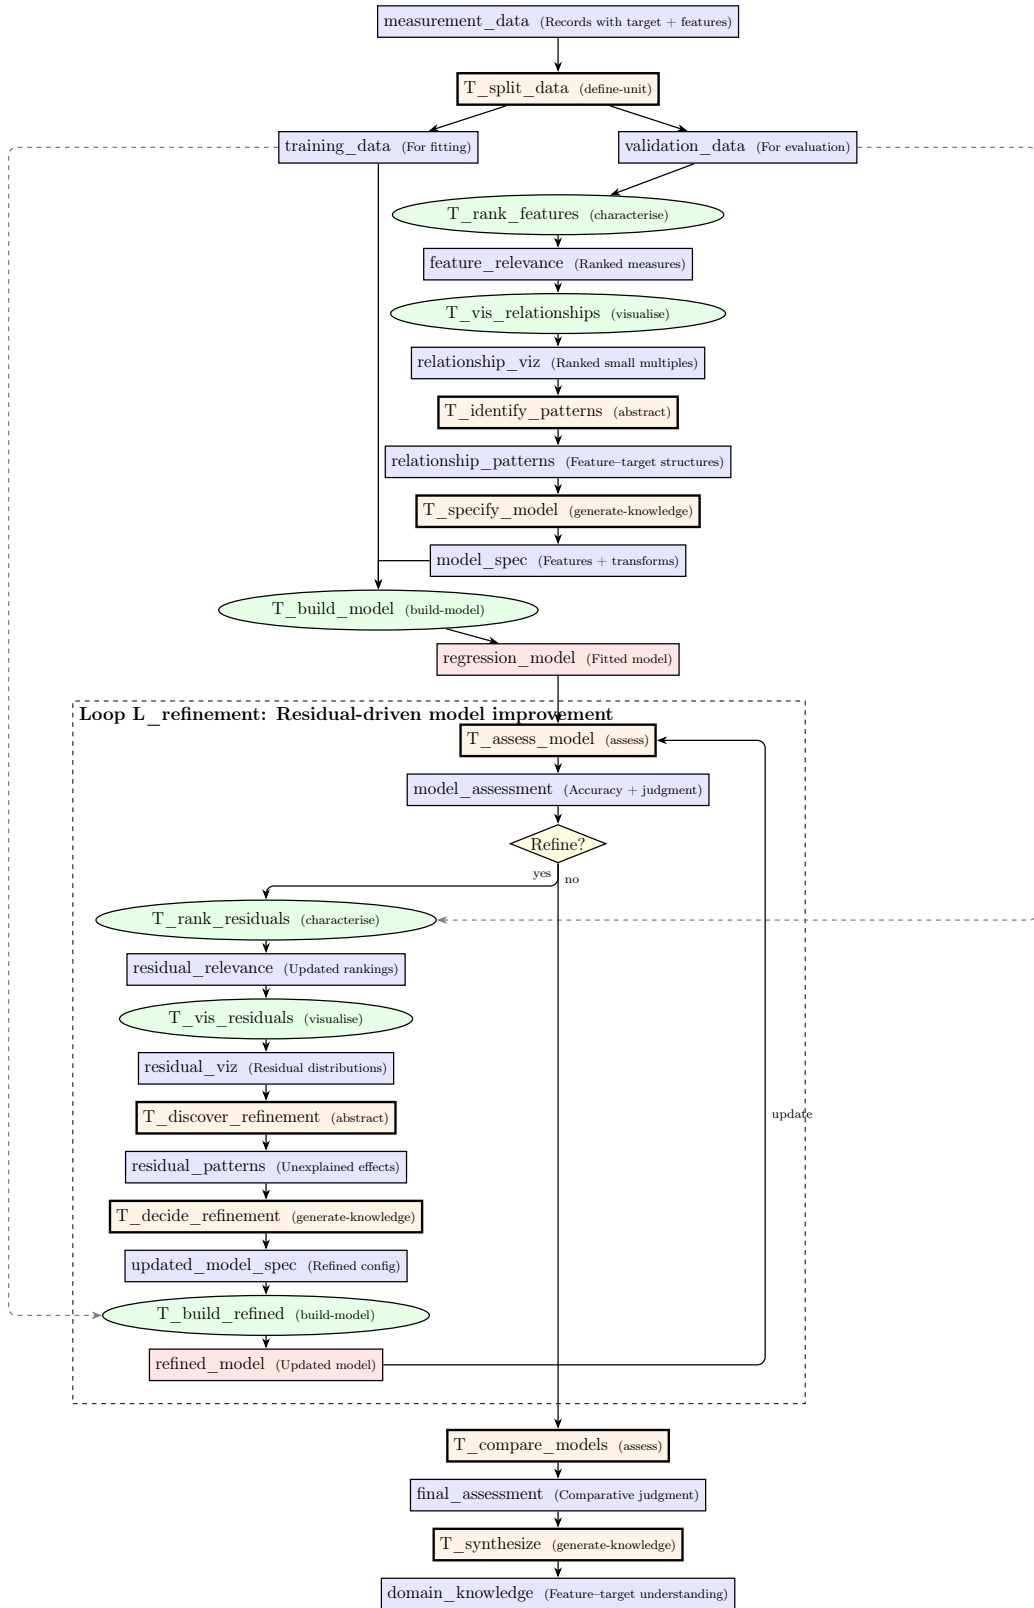 measurement_data (Records with target + features)
T_split_data (define-unit)
training_data (For fitting)
validation_data (For evaluation)
T_rank_features (characterise)
feature_relevance (Ranked measures)
T_vis_relationships (visualise)
relationship_viz (Ranked small multiples)
T_identify_patterns (abstract)
relationship_patterns (Feature–target structures)
T_specify_model (generate-knowledge)
model_spec (Features + transforms)
T_build_model (build-model)
regression_model (Fitted model)
Loop L_refinement: Residual-driven model improvement
T_assess_model (assess)
model_assessment (Accuracy + judgment)
Refine?
yes
no
T_rank_residuals (characterise)
residual_relevance (Updated rankings)
T_vis_residuals (visualise)
residual_viz (Residual distributions)
T_discover_refinement (abstract)
update
residual_patterns (Unexplained effects)
T_decide_refinement (generate-knowledge)
updated_model_spec (Refined config)
T_build_refined (build-model)
refined_model (Updated model)
T_compare_models (assess)
final_assessment (Comparative judgment)
T_synthesize (generate-knowledge)
domain_knowledge (Feature–target understanding)